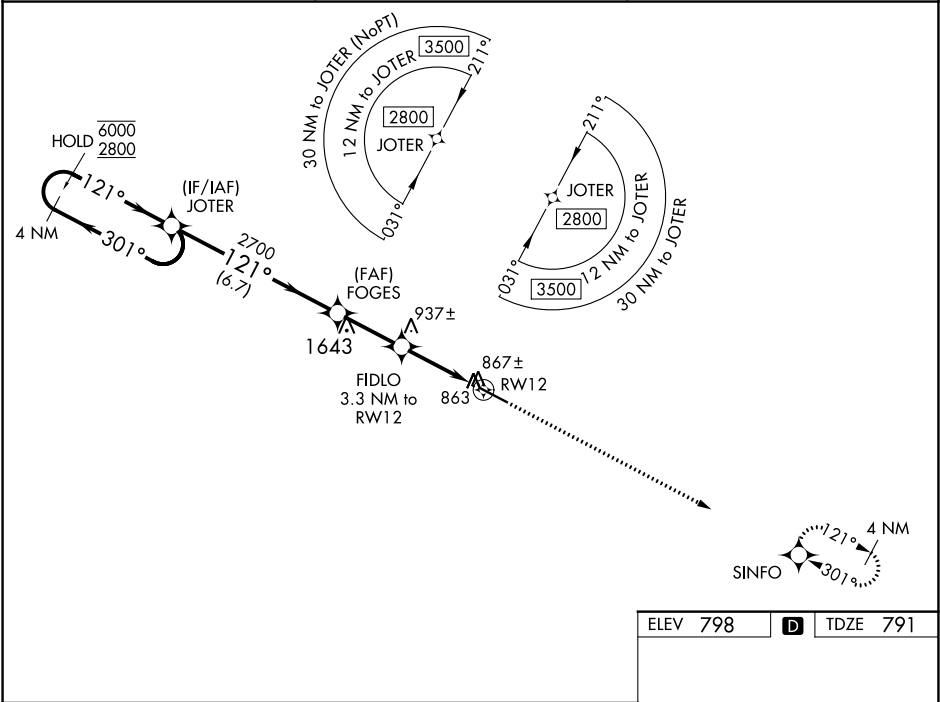 30 NM to JOTER (NoPT)
12 NM to JOTER
3500
211°
2800
JOTER
031°
211°
JOTER
2800
12 NM to JOTER
30 NM to JOTER
3500
031°
HOLD
6000
2800
121°
301°
4 NM
(IF/IAF)
JOTER
2700
121°
(6.7)
(FAF)
FOGES
1643
937±
FIDLO
3.3 NM to
RW12
867±
863
RW12
SINFO
121°
301°
4 NM
ELEV 798 D TDZE 791